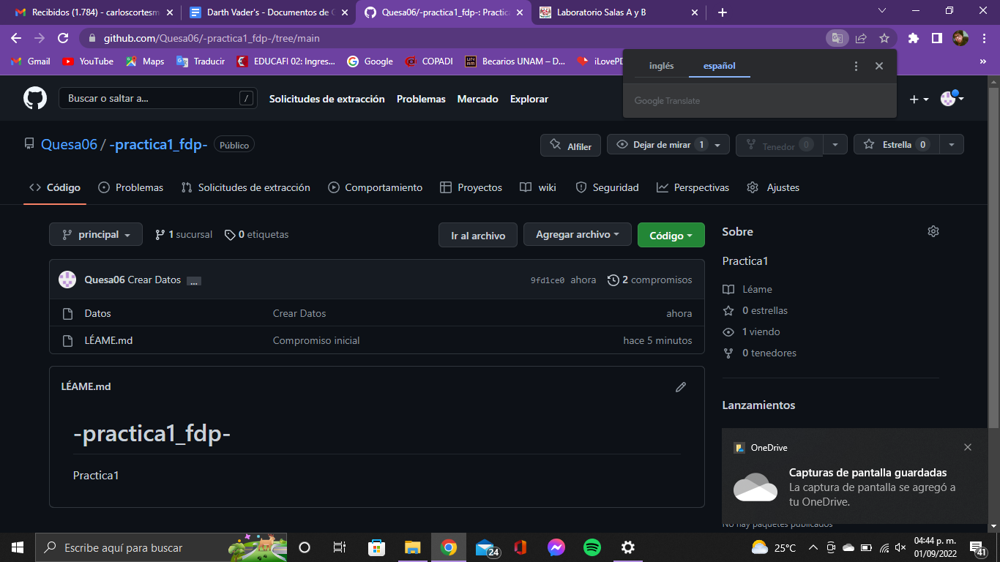 Recibidos (1.784) - carloscortesm
Darth Vader's - Documentos de G
Quesa06/-practica1_fdp-: Practic
Laboratorio Salas A y B
github.com/Quesa06/-practica1_fdp-/tree/main
Gmail
YouTube
Maps
Traducir
EDUCAFI 02: Ingres...
Google
COPADI
Becarios UNAM – D...
iLovePD
»
inglés
español
Google Translate
Buscar o saltar a...
/
Solicitudes de extracción
Problemas
Mercado
Explorar
Quesa06 / -practica1_fdp-
Público
Alfiler
Dejar de mirar 1
Tenedor 0
Estrella 0
Código
Problemas
Solicitudes de extracción
Comportamiento
Proyectos
wiki
Seguridad
Perspectivas
Ajustes
principal
1 sucursal
0 etiquetas
Ir al archivo
Agregar archivo
Código
Quesa06 Crear Datos ...
9fd1ce0 ahora
2 compromisos
Datos
Crear Datos
ahora
LÉAME.md
Compromiso inicial
hace 5 minutos
LÉAME.md
-practica1_fdp-
Practica1
Sobre
Practica1
Léame
0 estrellas
1 viendo
0 tenedores
Lanzamientos
OneDrive
Capturas de pantalla guardadas
La captura de pantalla se agregó a
tu OneDrive.
No hay paquetes publicados
Escribe aquí para buscar
24
25°C
04:44 p. m.
01/09/2022
41